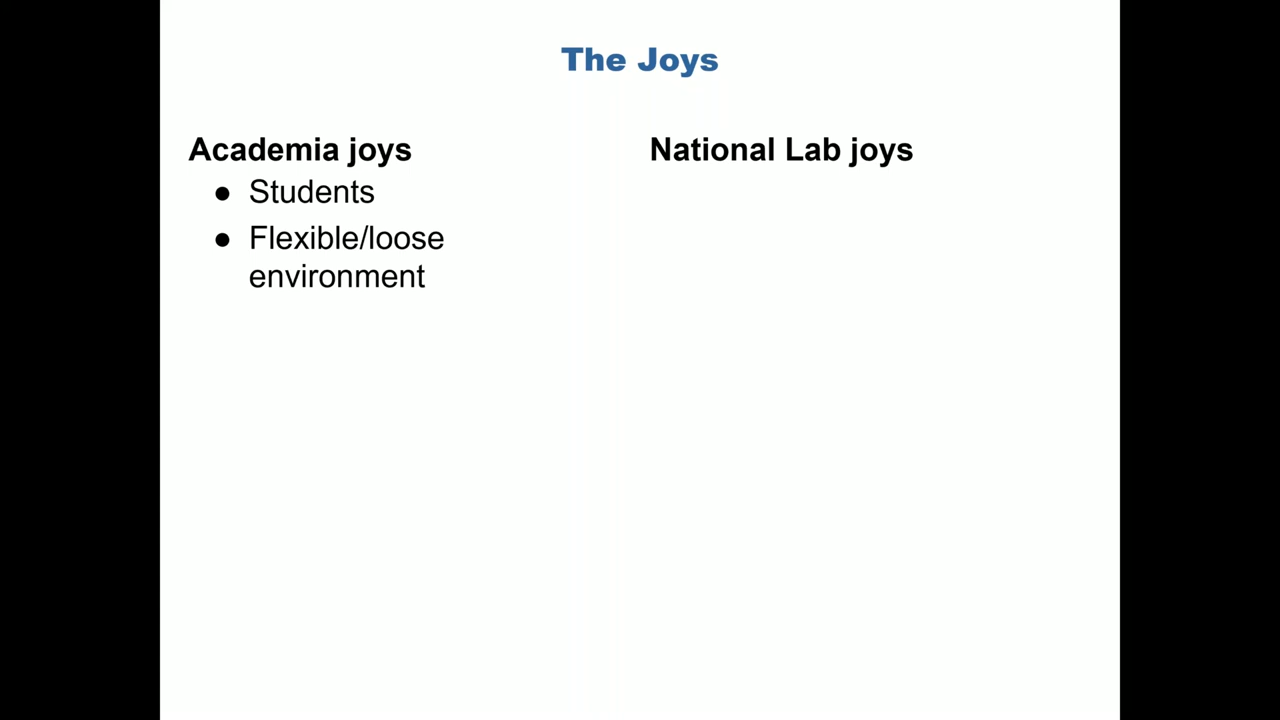 The Joys
Academia joys
● Students
● Flexible/loose
environment
National Lab joys